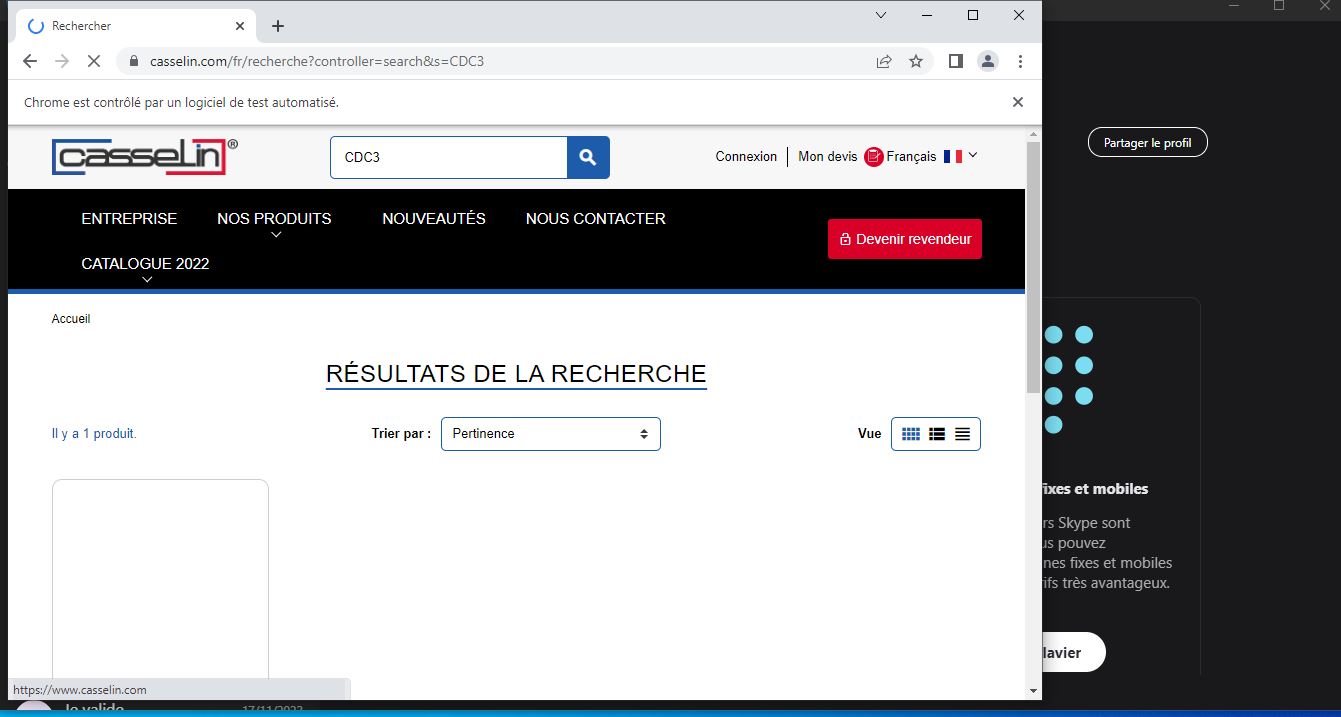 Rechercher
casselin.com/fr/recherche?controller=search&s=CDC3
Chrome est contrôlé par un logiciel de test automatisé.
casselin®
CDC3
Connexion
Mon devis
Français
Partager le profil
ENTREPRISE
NOS PRODUITS
NOUVEAUTÉS
NOUS CONTACTER
Devenir revendeur
CATALOGUE 2022
Accueil
RÉSULTATS DE LA RECHERCHE
Il y a 1 produit.
Trier par :
Pertinence
Vue
fixes et mobiles
rs Skype sont
us pouvez
nes fixes et mobiles
ifs très avantageux.
lavier
https://www.casselin.com
Je valide
17/11/2023